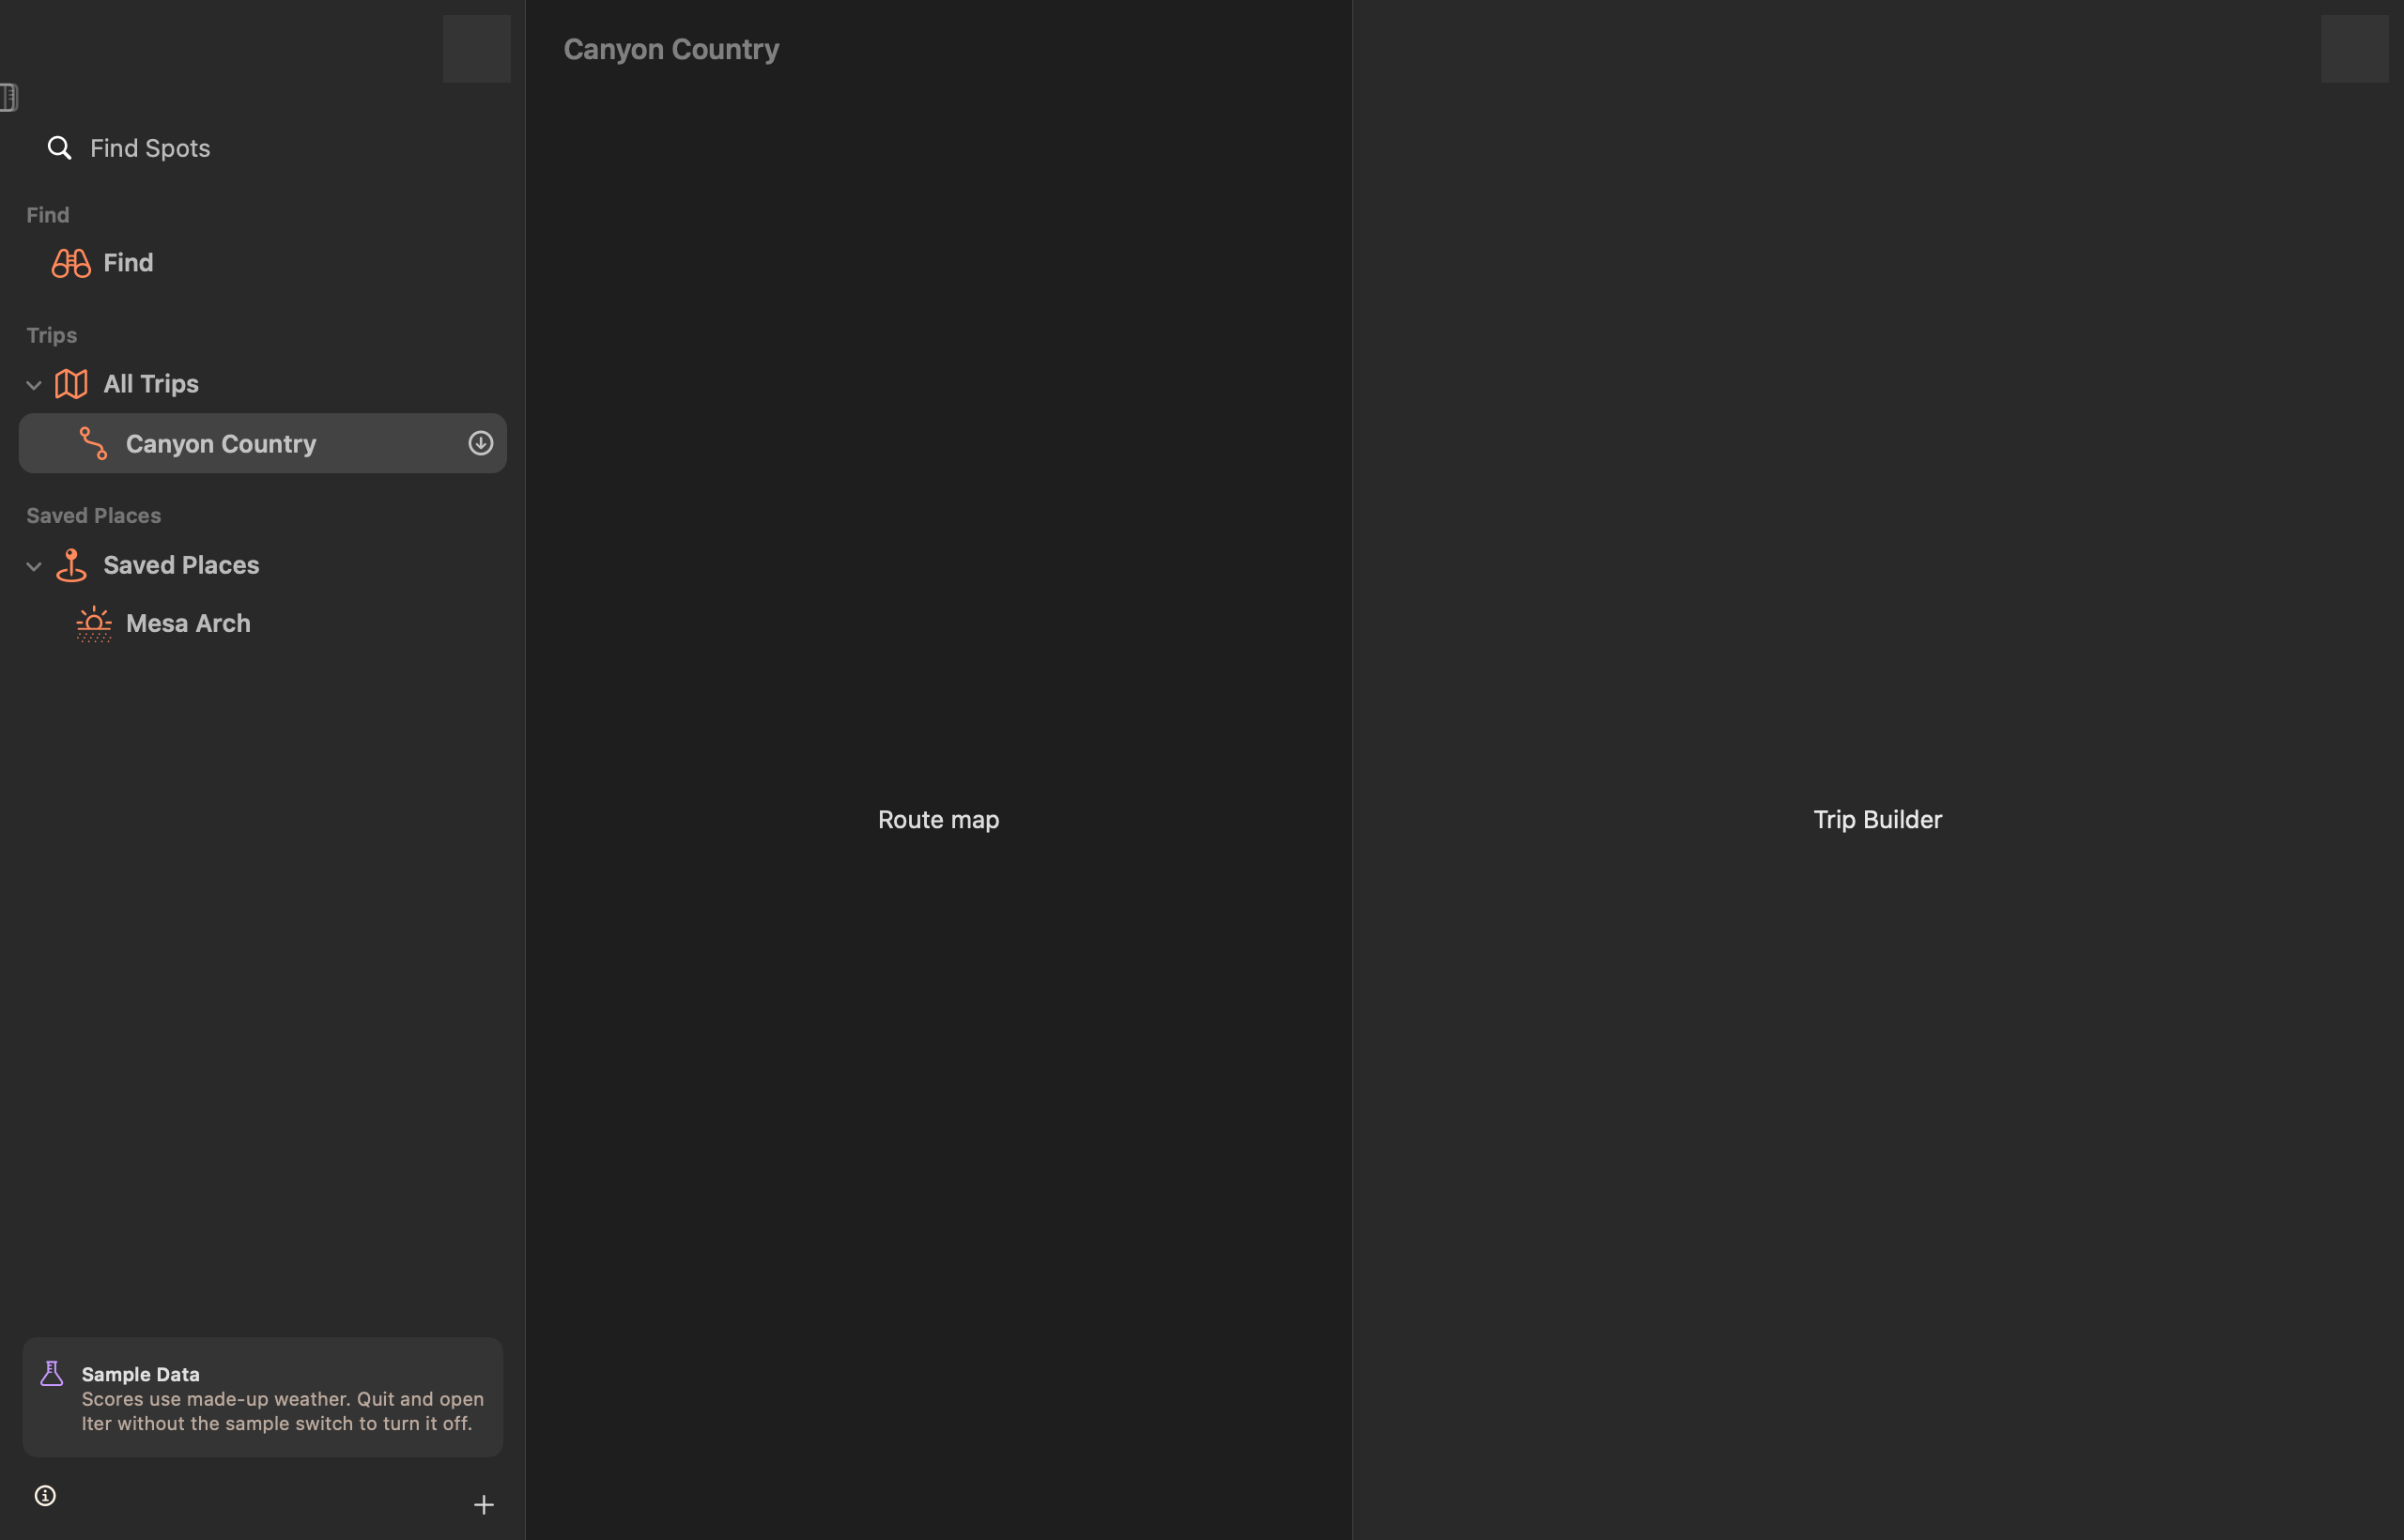 Canyon Country
Find Spots
Find
Find
Trips
All Trips
Canyon Country
Saved Places
Saved Places
Mesa Arch
Route map
Trip Builder
Sample Data
Scores use made-up weather. Quit and open
Iter without the sample switch to turn it off.